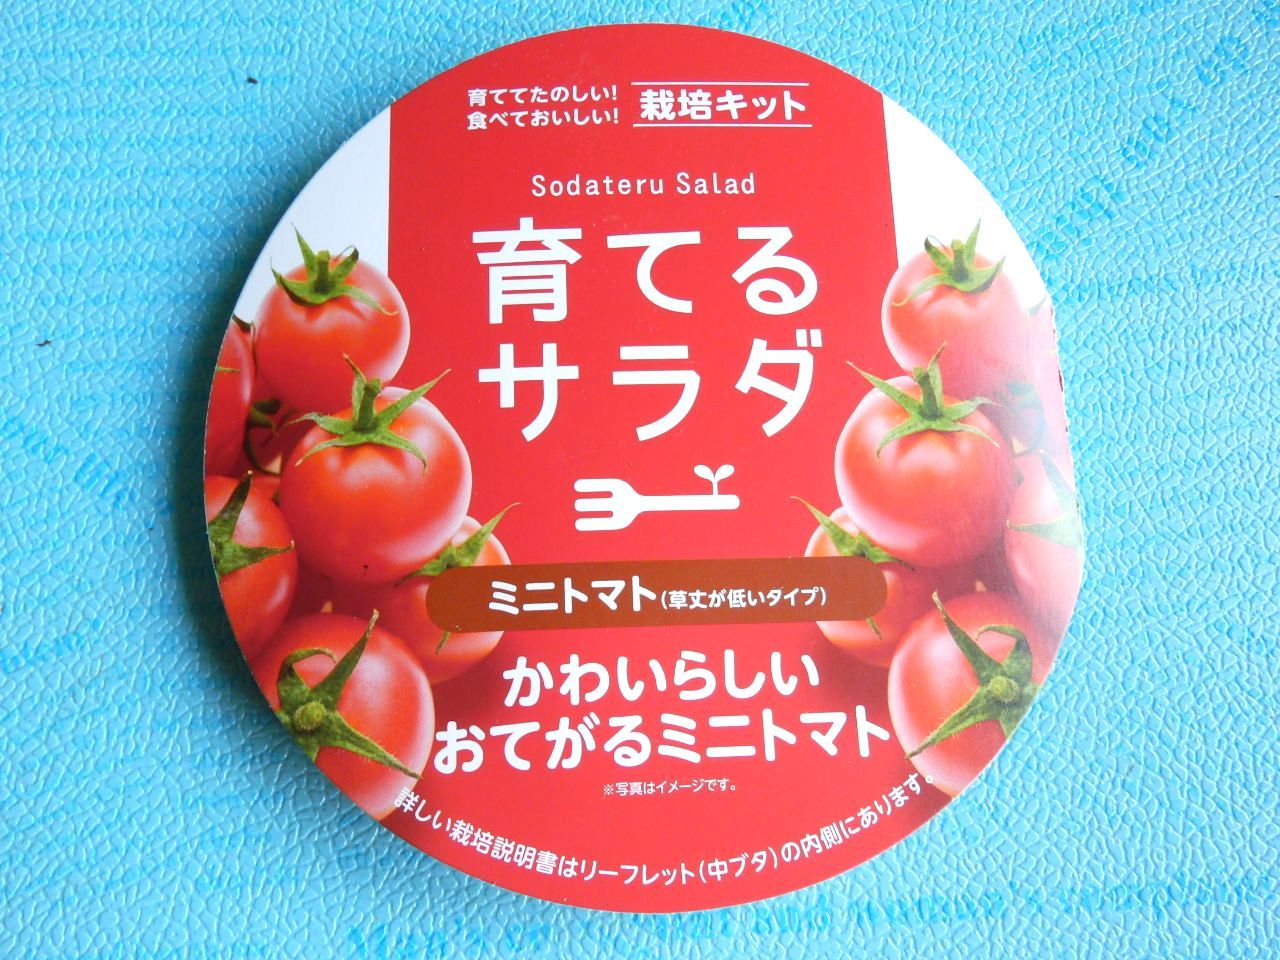 育ててたのしい!
食べておいしい!
栽培キット
Sodateru Salad
育てる
サラダ
ミニトマト(草丈が低いタイプ)
かわいらしい
おてがるミニトマト
※写真はイメージです。
詳しい栽培説明書はリーフレット(中ブタ)の内側にあります。